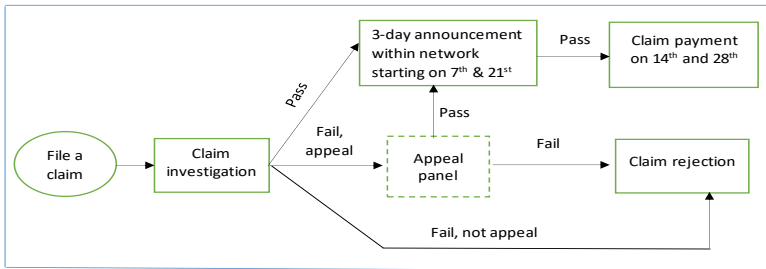 3-day announcement
within network
starting on 7th & 21st
Pass
Claim payment
on 14th and 28th
Pass
Pass
Fail,
appeal
File a
claim
Claim
investigation
Appeal
panel
Fail
Claim rejection
Fail, not appeal